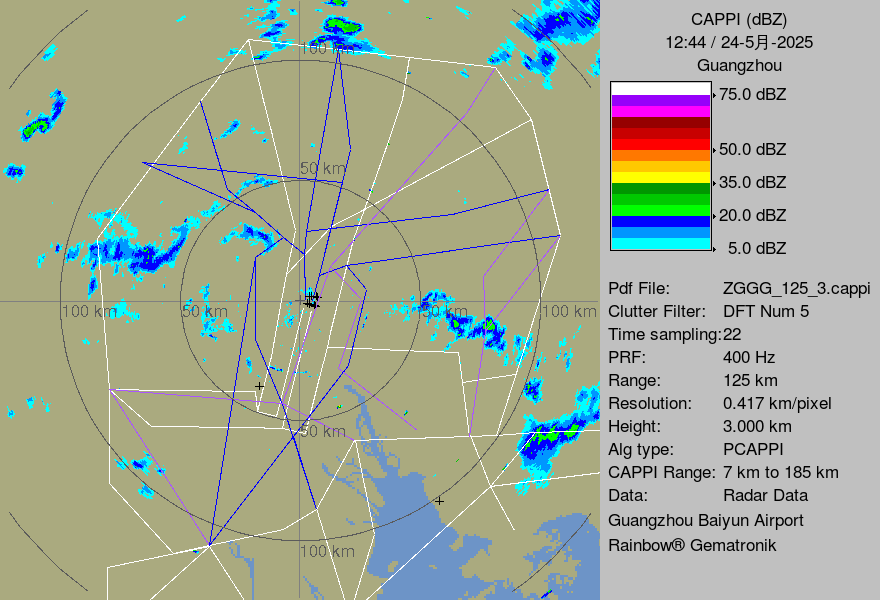 CAPPI (dBZ)
12:44 / 24-5月-2025
Guangzhou
75.0 dBZ
50.0 dBZ
35.0 dBZ
20.0 dBZ
5.0 dBZ
Pdf File: ZGGG_125_3.cappi
Clutter Filter: DFT Num 5
Time sampling:22
PRF: 400 Hz
Range: 125 km
Resolution: 0.417 km/pixel
Height: 3.000 km
Alg type: PCAPPI
CAPPI Range: 7 km to 185 km
Data: Radar Data
Guangzhou Baiyun Airport
Rainbow® Gematronik
100 km
50 km
100 km 50 km 50 km 100 km
50 km
100 km